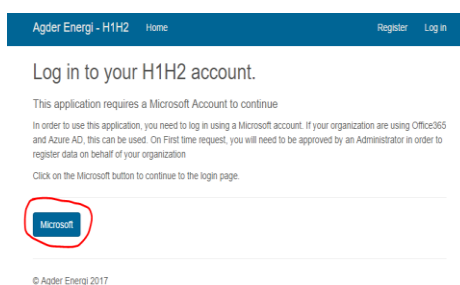 Agder Energi - H1H2 Home Register Log in
Log in to your H1H2 account.
This application requires a Microsoft Account to continue
In order to use this application, you need to log in using a Microsoft account. If your organization are using Office365
and Azure AD, this can be used. On First time request, you will need to be approved by an Administrator in order to
register data on behalf of your organization
Click on the Microsoft button to continue to the login page.
Microsoft
© Agder Energi 2017